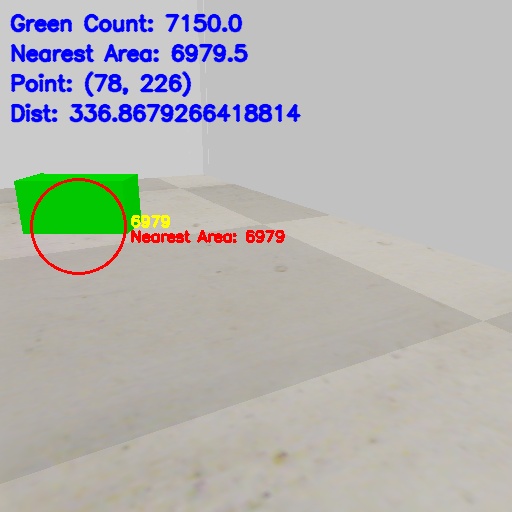 Green Count: 7150.0
Nearest Area: 6979.5
Point: (78, 226)
Dist: 336.8679266418814
6979
Nearest Area: 6979